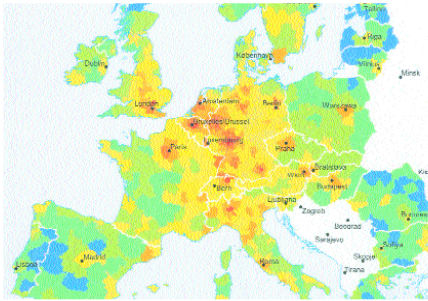 Tallinn
Riga
København
Vilnius
Minsk
Dublin
Amsterdam
Berlin
Warszawa
London
Bruxelles/Brussel
Luxembourg
Praha
Paris
Wien
Bratislava
Budapest
Bern
Ljubljana
Zagreb
Beograd
Sarajevo
Sofija
Skopje
Tirana
Roma
Madrid
Lisboa